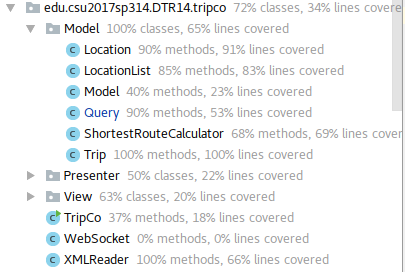 edu.csu2017sp314.DTR14.tripco 72% classes, 34% lines covered
Model 100% classes, 65% lines covered
Location 90% methods, 91% lines covered
LocationList 85% methods, 83% lines covered
Model 40% methods, 23% lines covered
Query 90% methods, 53% lines covered
ShortestRouteCalculator 68% methods, 69% lines covered
Trip 100% methods, 100% lines covered
Presenter 50% classes, 22% lines covered
View 63% classes, 20% lines covered
TripCo 37% methods, 18% lines covered
WebSocket 0% methods, 0% lines covered
XMLReader 100% methods, 66% lines covered